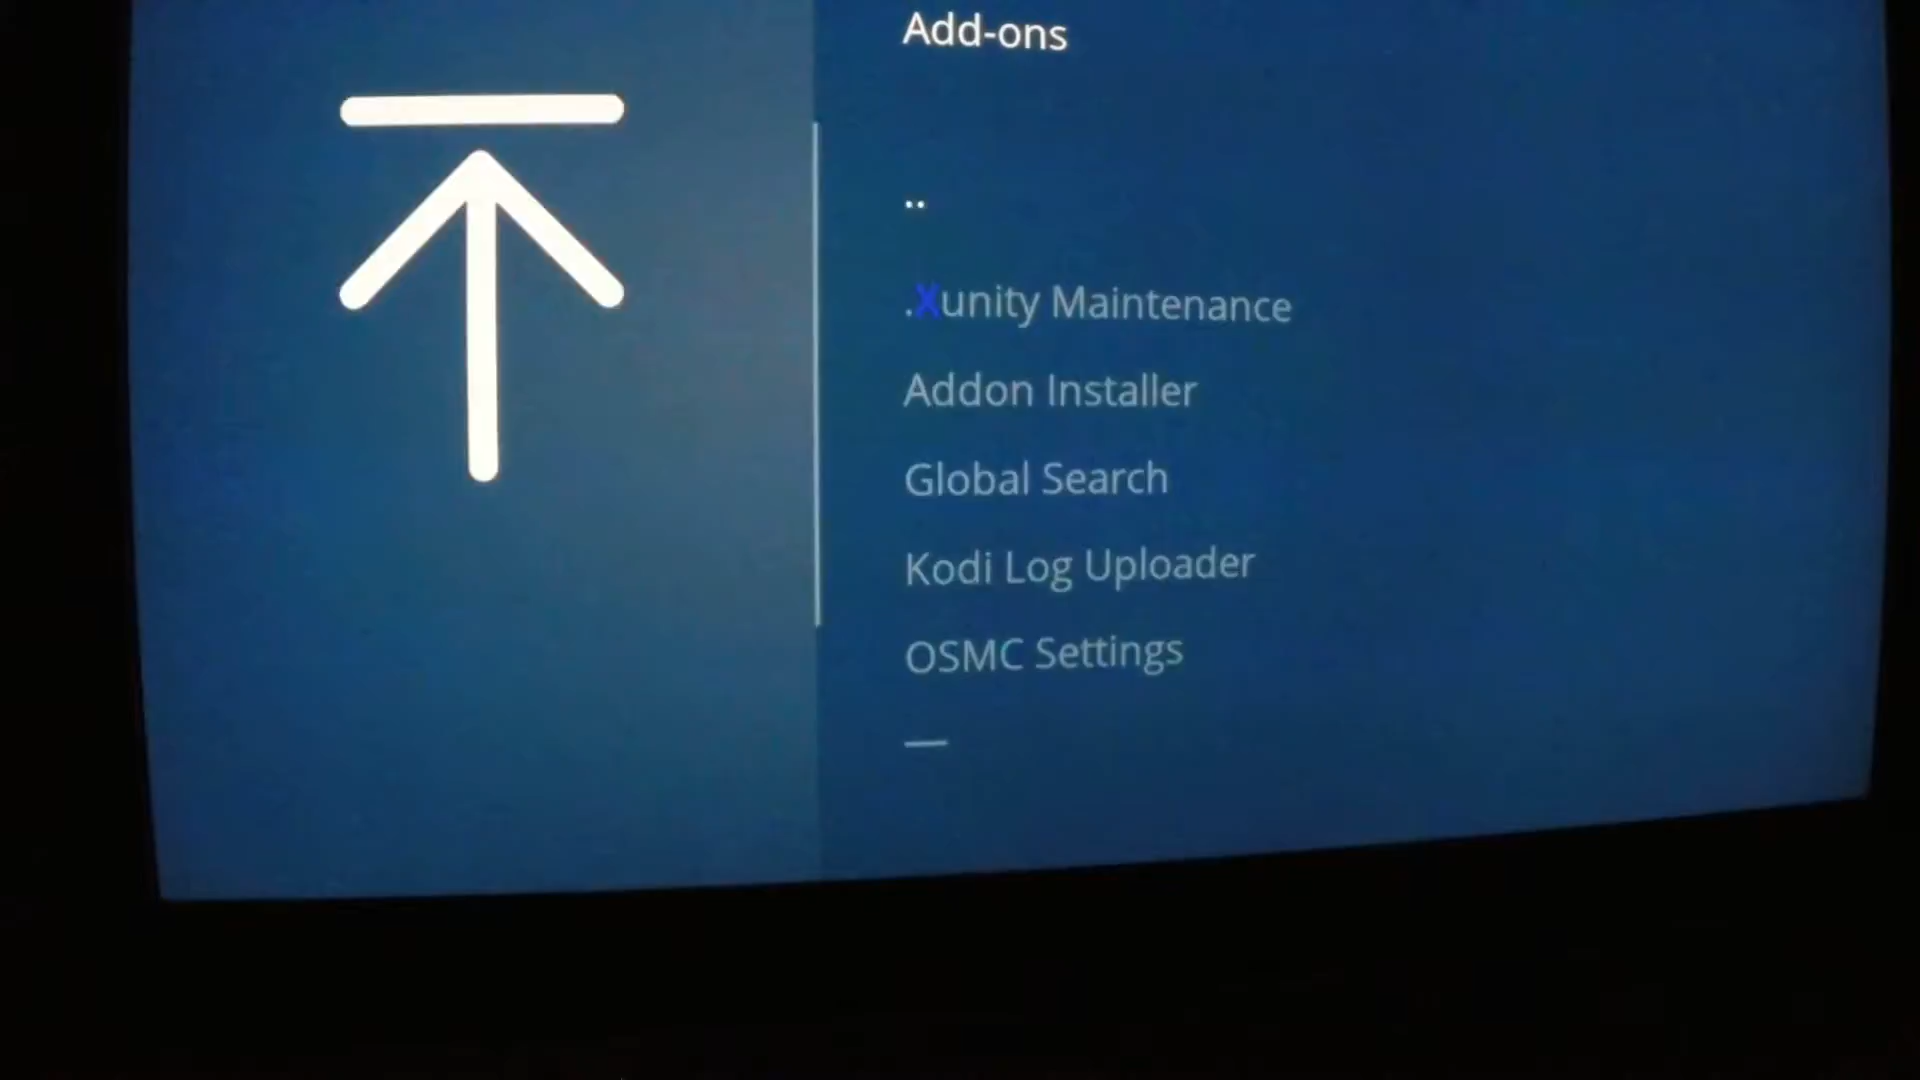 Add-ons
..
.Xunity Maintenance
Addon Installer
Global Search
Kodi Log Uploader
OSMC Settings